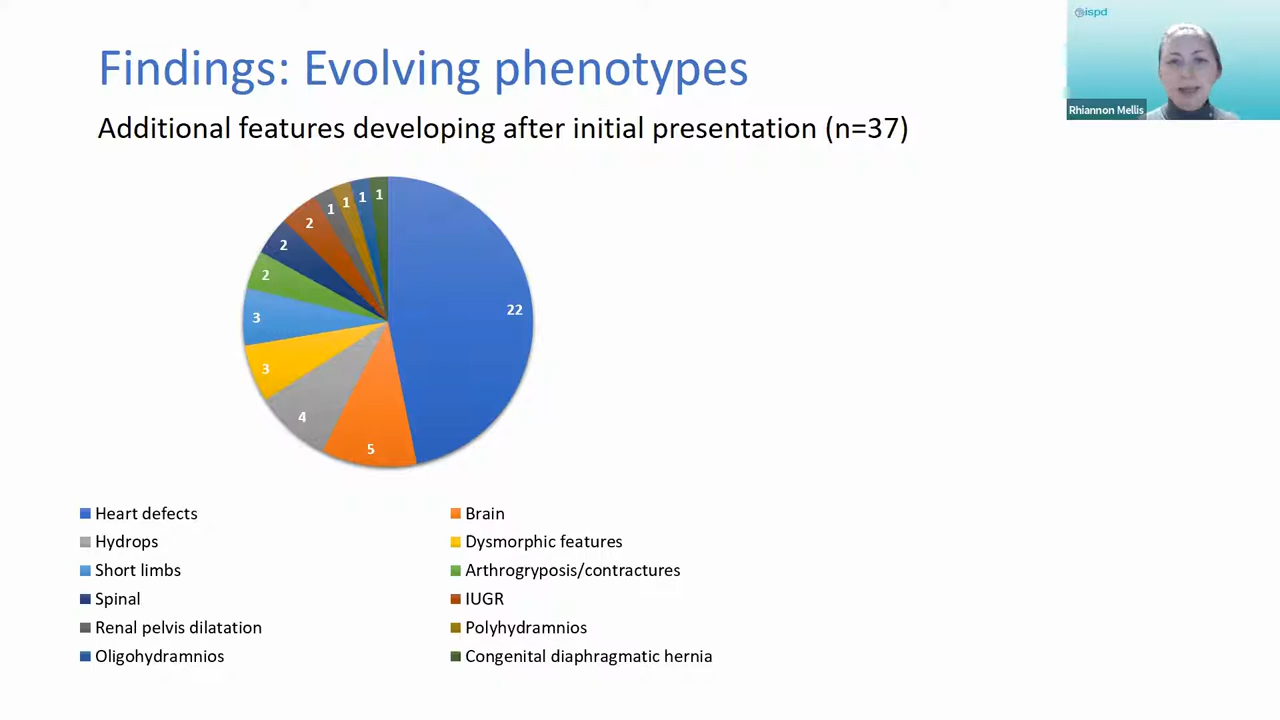 ispd
Rhiannon Mellis
Findings: Evolving phenotypes
Additional features developing after initial presentation (n=37)
22
5
4
3
3
2
2
2
1
1
1
1
Heart defects
Brain
Hydrops
Dysmorphic features
Short limbs
Arthrogryposis/contractures
Spinal
IUGR
Renal pelvis dilatation
Polyhydramnios
Oligohydramnios
Congenital diaphragmatic hernia